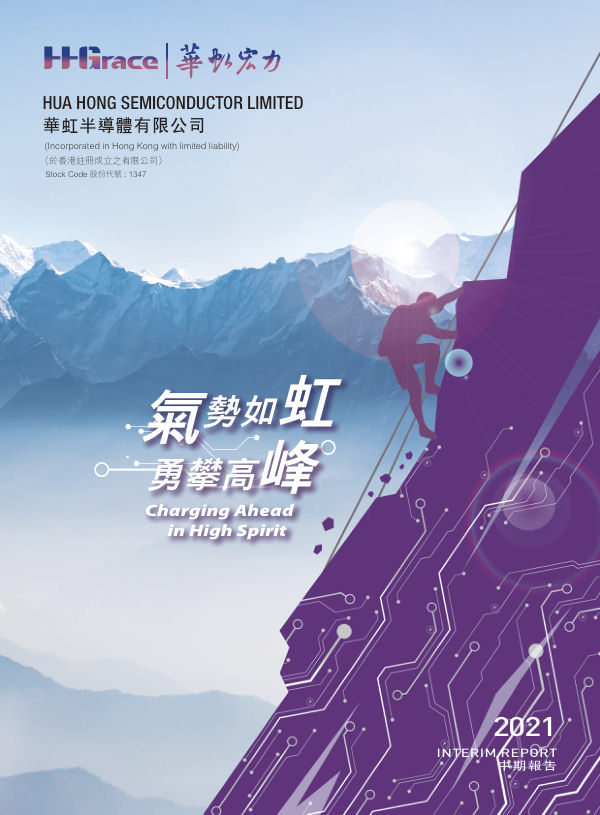 HHGrace 華虹宏力
HUA HONG SEMICONDUCTOR LIMITED
華虹半導體有限公司
(Incorporated in Hong Kong with limited liability)
（於香港註冊成立之有限公司）
Stock Code 股份代號 : 1347
氣勢如虹
勇攀高峰
Charging Ahead
in High Spirit
2021
INTERIM REPORT
中期報告